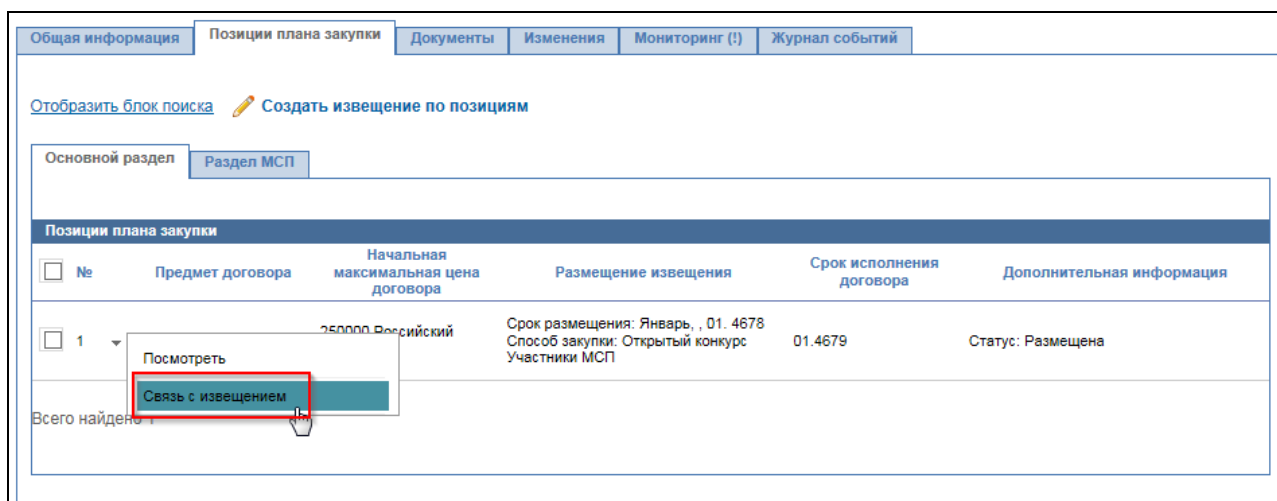 Общая информация Позиции плана закупки Документы Изменения Мониторинг (!) Журнал событий
Отобразить блок поиска Создать извещение по позициям
Основной раздел Раздел МСП
Позиции плана закупки
№ Предмет договора Начальная максимальная цена договора Размещение извещения Срок исполнения договора Дополнительная информация
1 250000 Российский Срок размещения: Январь, , 01. 4678
Способ закупки: Открытый конкурс 01.4679 Статус: Размещена
Участники МСП
Посмотреть
Связь с извещением
Всего найдено 1